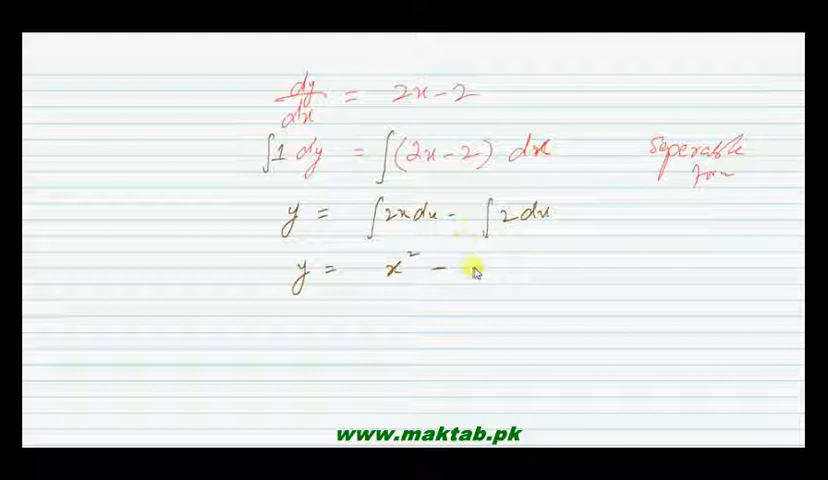 dy/dx = 2x - 2
∫1 dy = ∫(2x - 2) dx Seperable form
y = ∫2x dx - ∫2 dx
y = x² -
www.maktab.pk